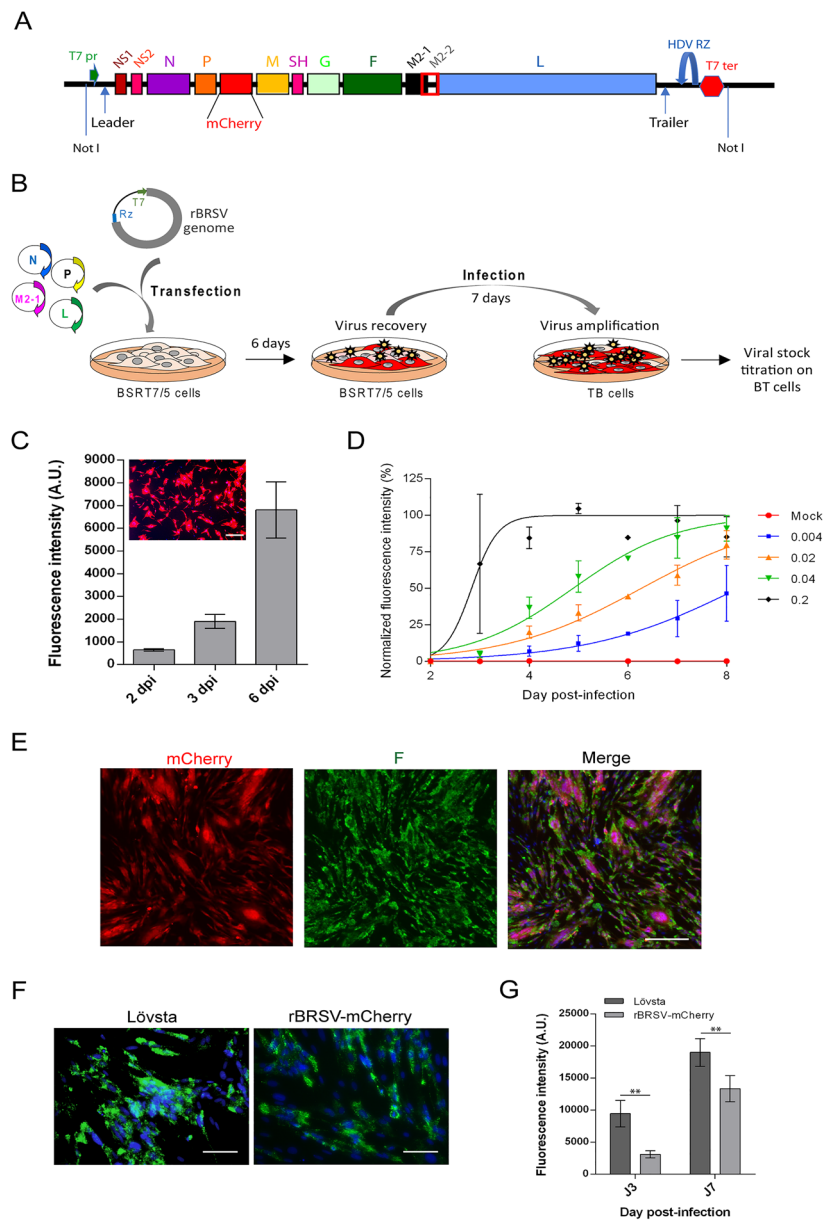 A
T7 pr
NS1
NS2
N
P
M
SH
G
F
M2-1
M2-2
L
HDV RZ
T7 ter
Leader
mCherry
Trailer
Not I
Not I
B
T7
Rz
rBRSV
genome
N
P
M2-1
L
Transfection
Infection
7 days
6 days
Virus recovery
Virus amplification
Viral stock
titration on
BT cells
BSRT7/5 cells
BSRT7/5 cells
TB cells
C
Fluorescence intensity (A.U.)
9000
8000
7000
6000
5000
4000
3000
2000
1000
0
2 dpi
3 dpi
6 dpi
D
Normalized fluorescence intensity (%)
125
100
75
50
25
0
2
4
6
8
Day post-infection
Mock
0.004
0.02
0.04
0.2
E
mCherry
F
Merge
F
Lövsta
rBRSV-mCherry
G
Lövsta
rBRSV-mCherry
Fluorescence intensity (A.U.)
25000
20000
15000
10000
5000
0
**
**
J3
J7
Day post-infection